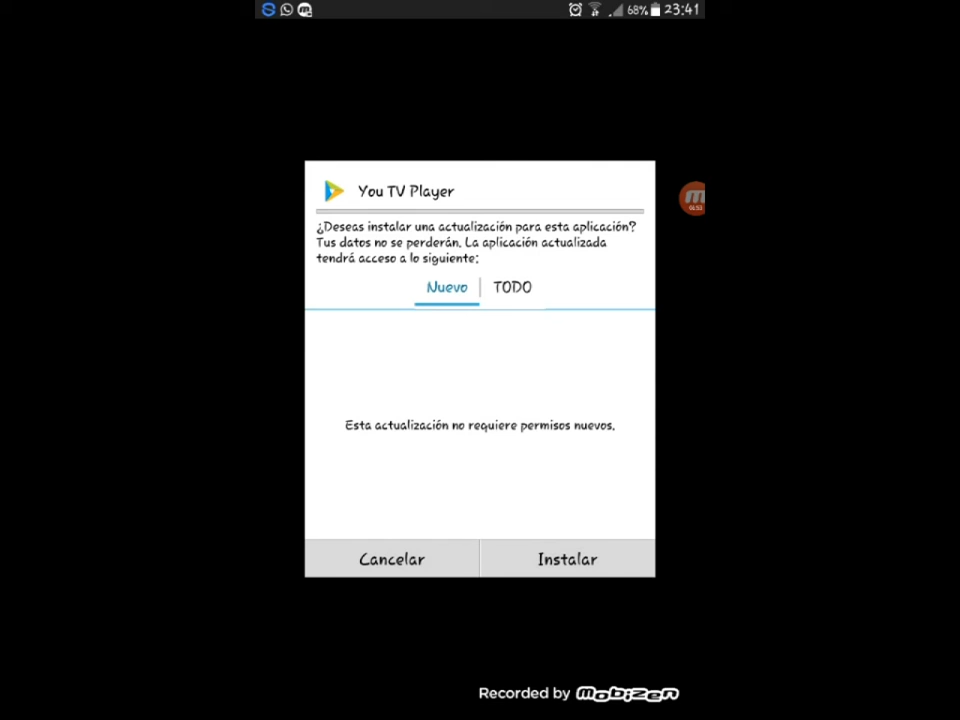 68% 23:41
You TV Player
¿Deseas instalar una actualización para esta aplicación?
Tus datos no se perderán. La aplicación actualizada
tendrá acceso a lo siguiente:
Nuevo TODO
Esta actualización no requiere permisos nuevos.
Cancelar Instalar
Recorded by mobizen